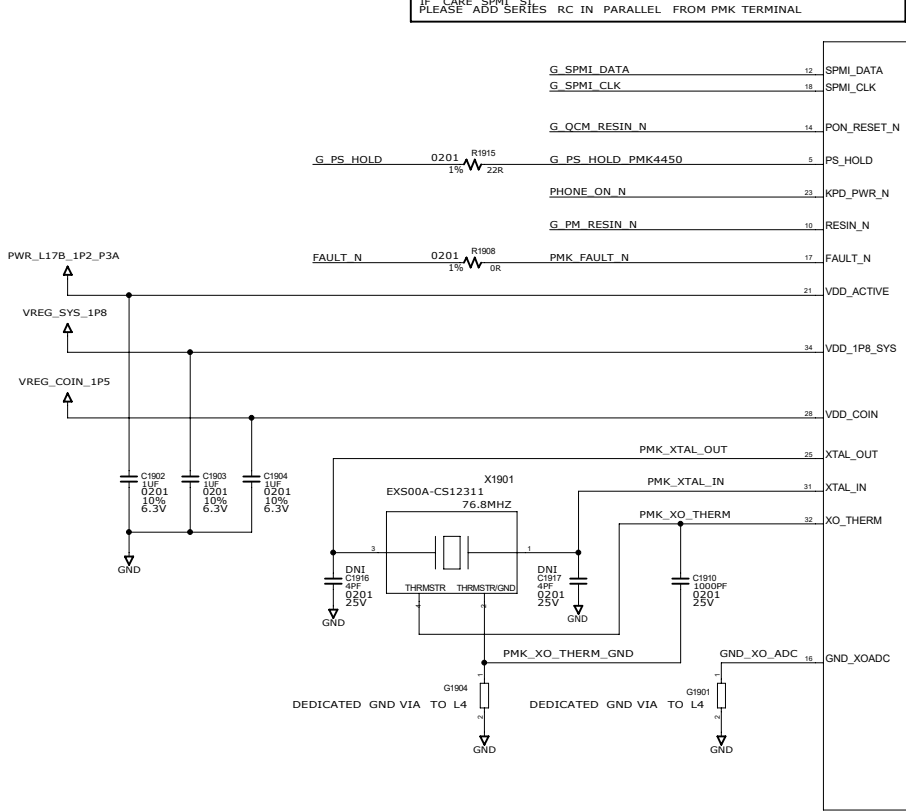 IF CARE SPMI SI,
PLEASE ADD SERIES RC IN PARALLEL FROM PMK TERMINAL
G_SPMI_DATA 12 SPMI_DATA
G_SPMI_CLK 18 SPMI_CLK
G_QCM_RESIN_N 14 PON_RESET_N
G_PS_HOLD 0201 1% R1915 22R G_PS_HOLD_PMK4450 5 PS_HOLD
PHONE_ON_N 23 KPD_PWR_N
G_PM_RESIN_N 10 RESIN_N
FAULT_N 0201 1% R1908 0R PMK_FAULT_N 17 FAULT_N
PWR_L17B_1P2_P3A
21 VDD_ACTIVE
VREG_SYS_1P8
34 VDD_1P8_SYS
VREG_COIN_1P5
28 VDD_COIN
PMK_XTAL_OUT 25 XTAL_OUT
PMK_XTAL_IN 31 XTAL_IN
PMK_XO_THERM 32 XO_THERM
C1902
1UF
0201
10%
6.3V
C1903
1UF
0201
10%
6.3V
C1904
1UF
0201
10%
6.3V
GND
X1901
EXS00A-CS12311
76.8MHZ
3
1
THRMSTR
THRMSTR/GND
4
2
DNI
C1916
4PF
0201
25V
GND
DNI
C1917
4PF
0201
25V
GND
C1910
1000PF
0201
25V
PMK_XO_THERM_GND
GND_XO_ADC 16 GND_XOADC
1
G1904
2
DEDICATED GND VIA TO L4
GND
1
G1901
2
DEDICATED GND VIA TO L4
GND